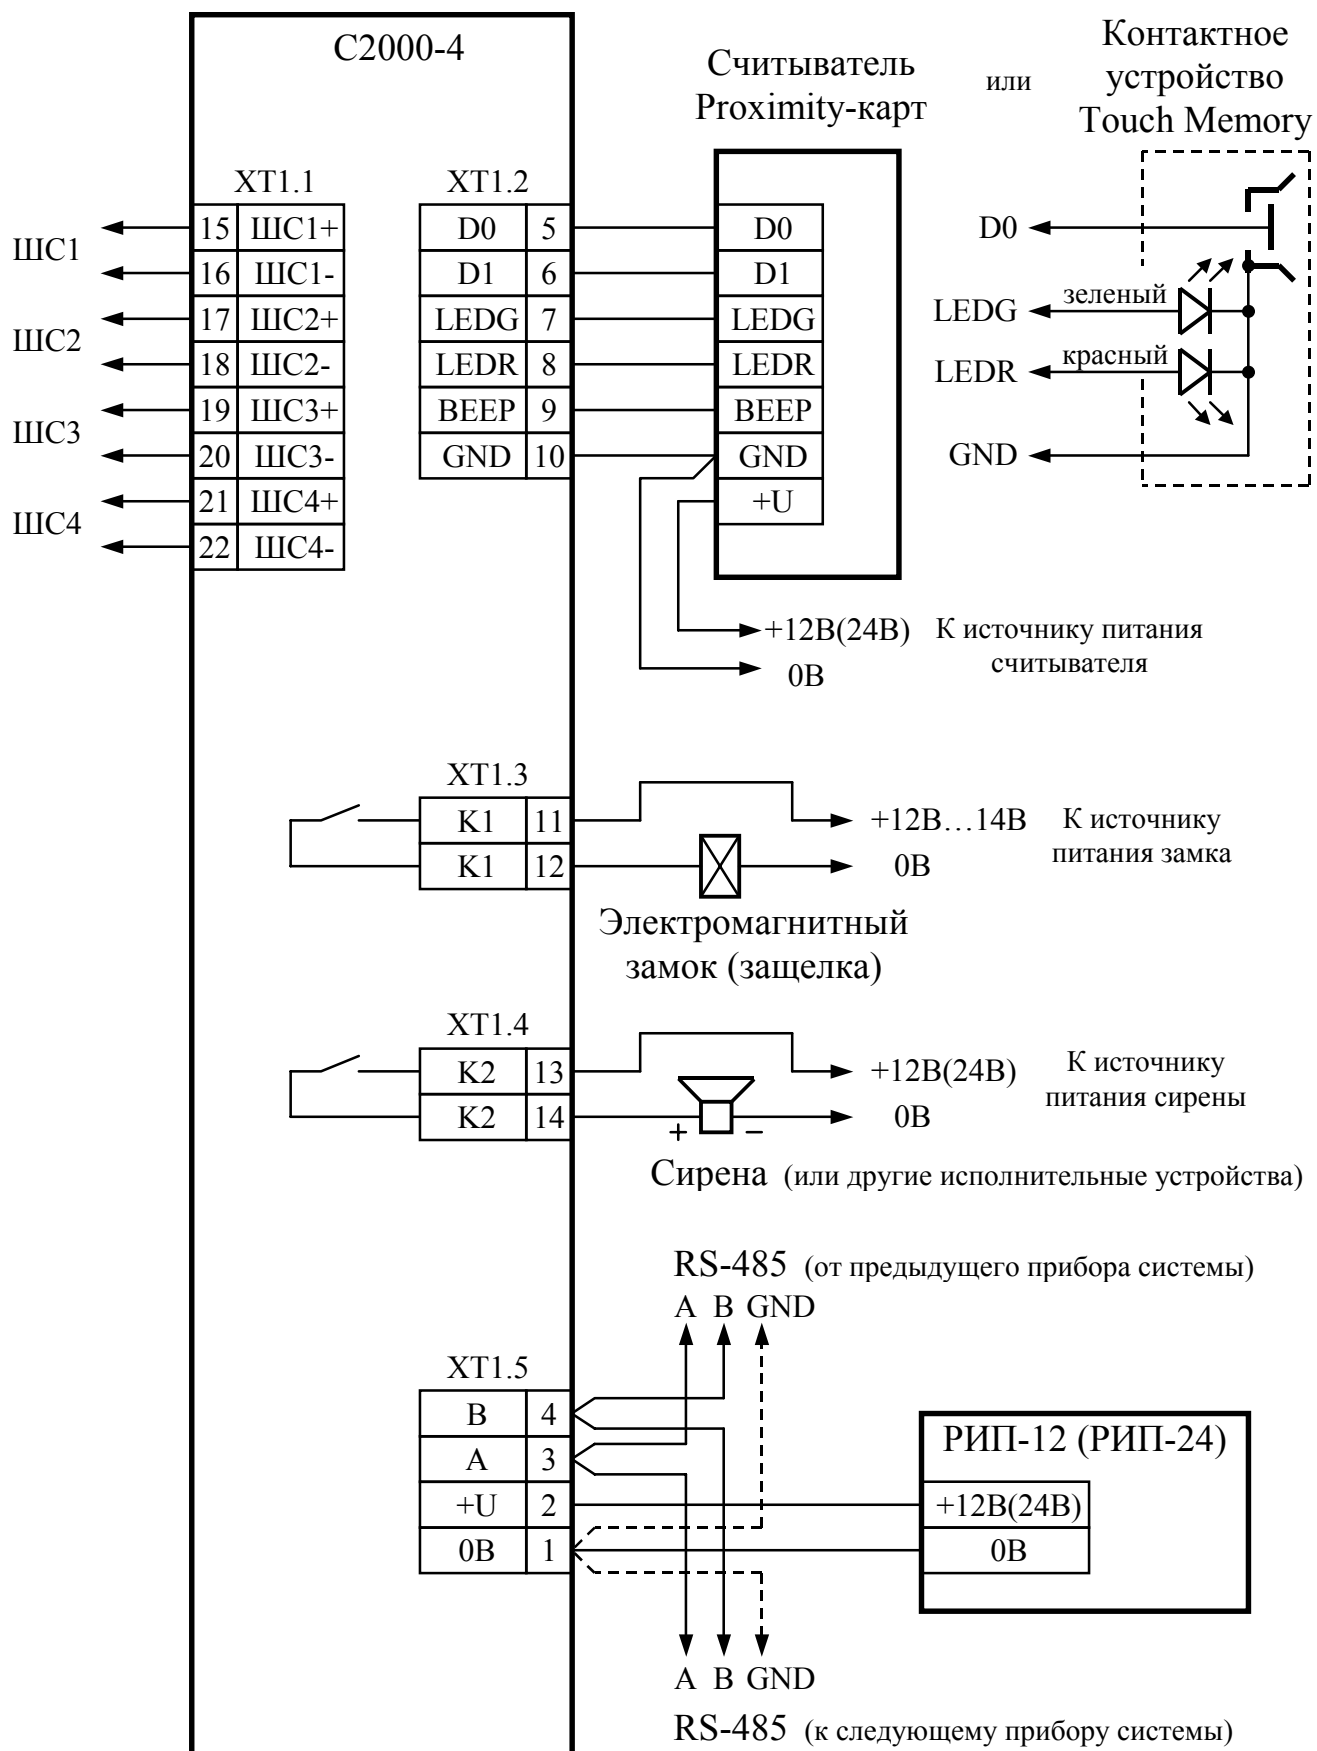 С2000-4
Считыватель
Proximity-карт
или
Контактное
устройство
Touch Memory
XT1.1
15 ШС1+
16 ШС1-
17 ШС2+
18 ШС2-
19 ШС3+
20 ШС3-
21 ШС4+
22 ШС4-
ШС1
ШС2
ШС3
ШС4
XT1.2
D0 5
D1 6
LEDG 7
LEDR 8
BEEP 9
GND 10
D0
D1
LEDG
LEDR
BEEP
GND
+U
D0
LEDG зеленый
LEDR красный
GND
+12В(24В)
0В
К источнику питания
считывателя
XT1.3
К1 11
К1 12
+12В…14В
0В
К источнику
питания замка
Электромагнитный
замок (защелка)
XT1.4
К2 13
К2 14
+ −
+12В(24В)
0В
К источнику
питания сирены
Сирена (или другие исполнительные устройства)
RS-485 (от предыдущего прибора системы)
A B GND
XT1.5
B 4
A 3
+U 2
0В 1
РИП-12 (РИП-24)
+12В(24В)
0В
A B GND
RS-485 (к следующему прибору системы)